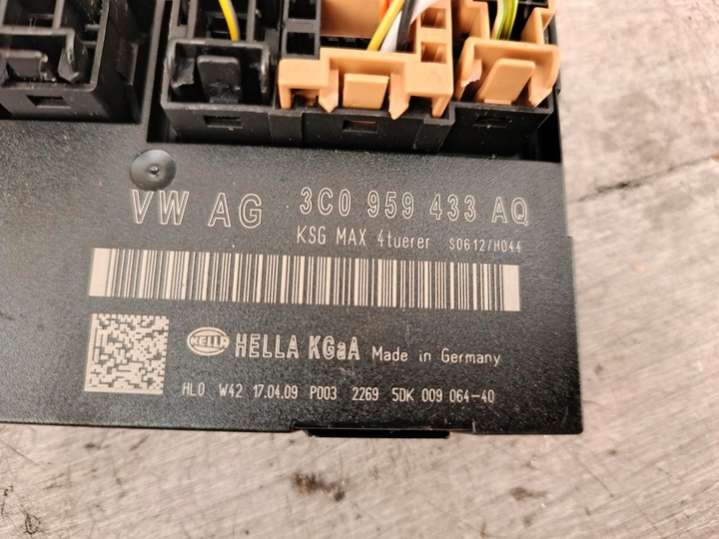 VW AG 3C0 959 433 AQ
KSG MAX 4tuerer S0612/H044
HELLA HELLA KGaA Made in Germany
HL0 W42 17.04.09 P003 2269 5DK 009 064-40